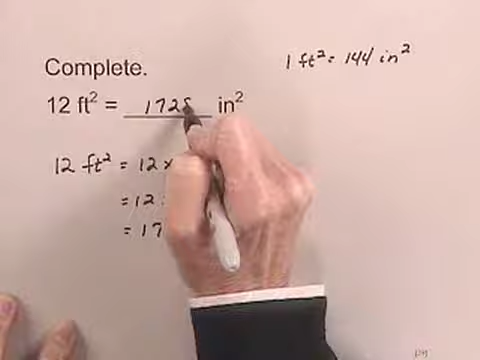 Complete.
1 ft² = 144 in²
12 ft² = 1728 in²
12 ft² = 12 ×
= 12
= 17